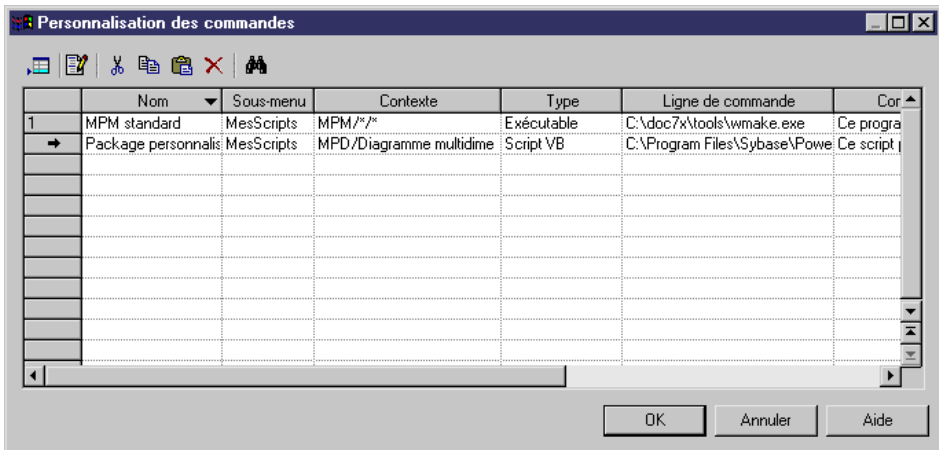 Personnalisation des commandes
Nom Sous-menu Contexte Type Ligne de commande Cor
1 MPM standard MesScripts MPM/*/* Exécutable C:\doc7x\tools\wmake.exe Ce progra
Package personnalis MesScripts MPD/Diagramme multidime Script VB C:\Program Files\Sybase\Powe Ce script
OK Annuler Aide